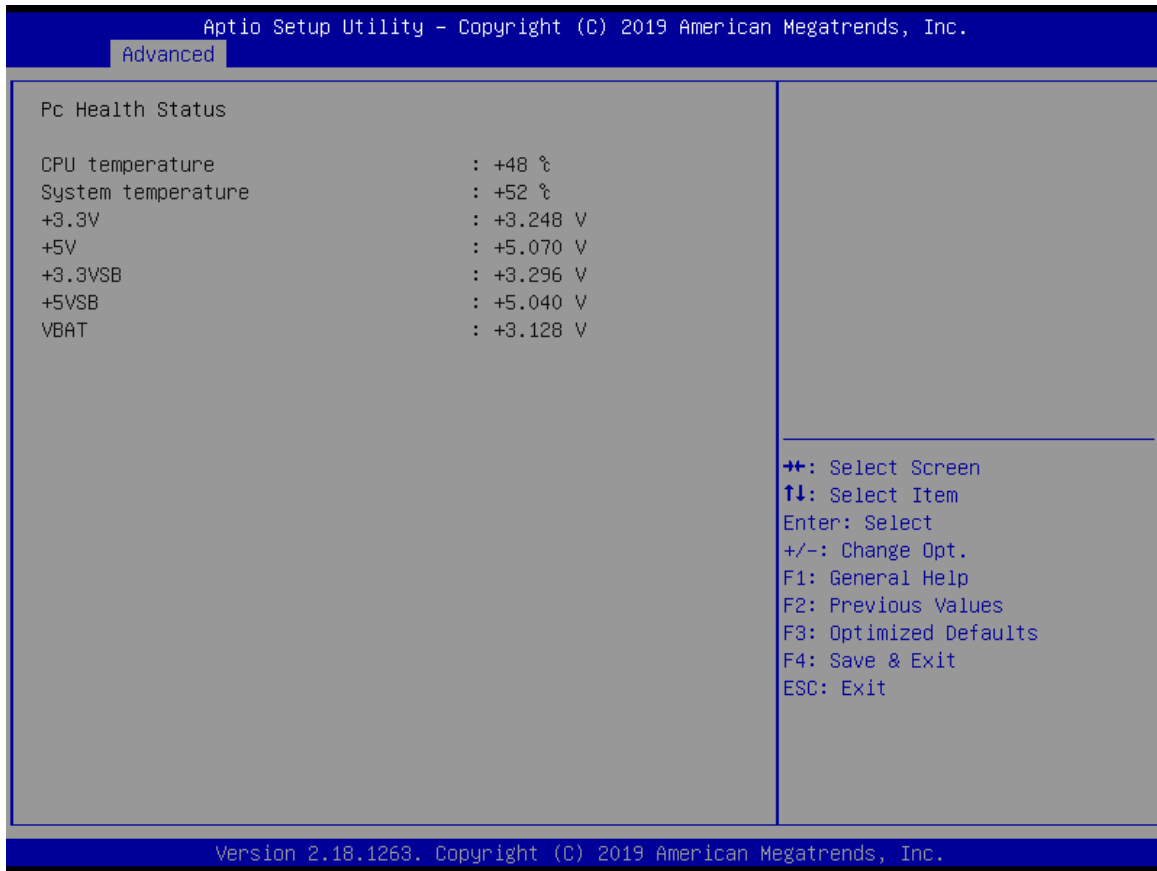 Aptio Setup Utility – Copyright (C) 2019 American Megatrends, Inc.
Advanced
Pc Health Status
CPU temperature : +48 ℃
System temperature : +52 ℃
+3.3V : +3.248 V
+5V : +5.070 V
+3.3VSB : +3.296 V
+5VSB : +5.040 V
VBAT : +3.128 V
→←: Select Screen
↑↓: Select Item
Enter: Select
+/-: Change Opt.
F1: General Help
F2: Previous Values
F3: Optimized Defaults
F4: Save & Exit
ESC: Exit
Version 2.18.1263. Copyright (C) 2019 American Megatrends, Inc.